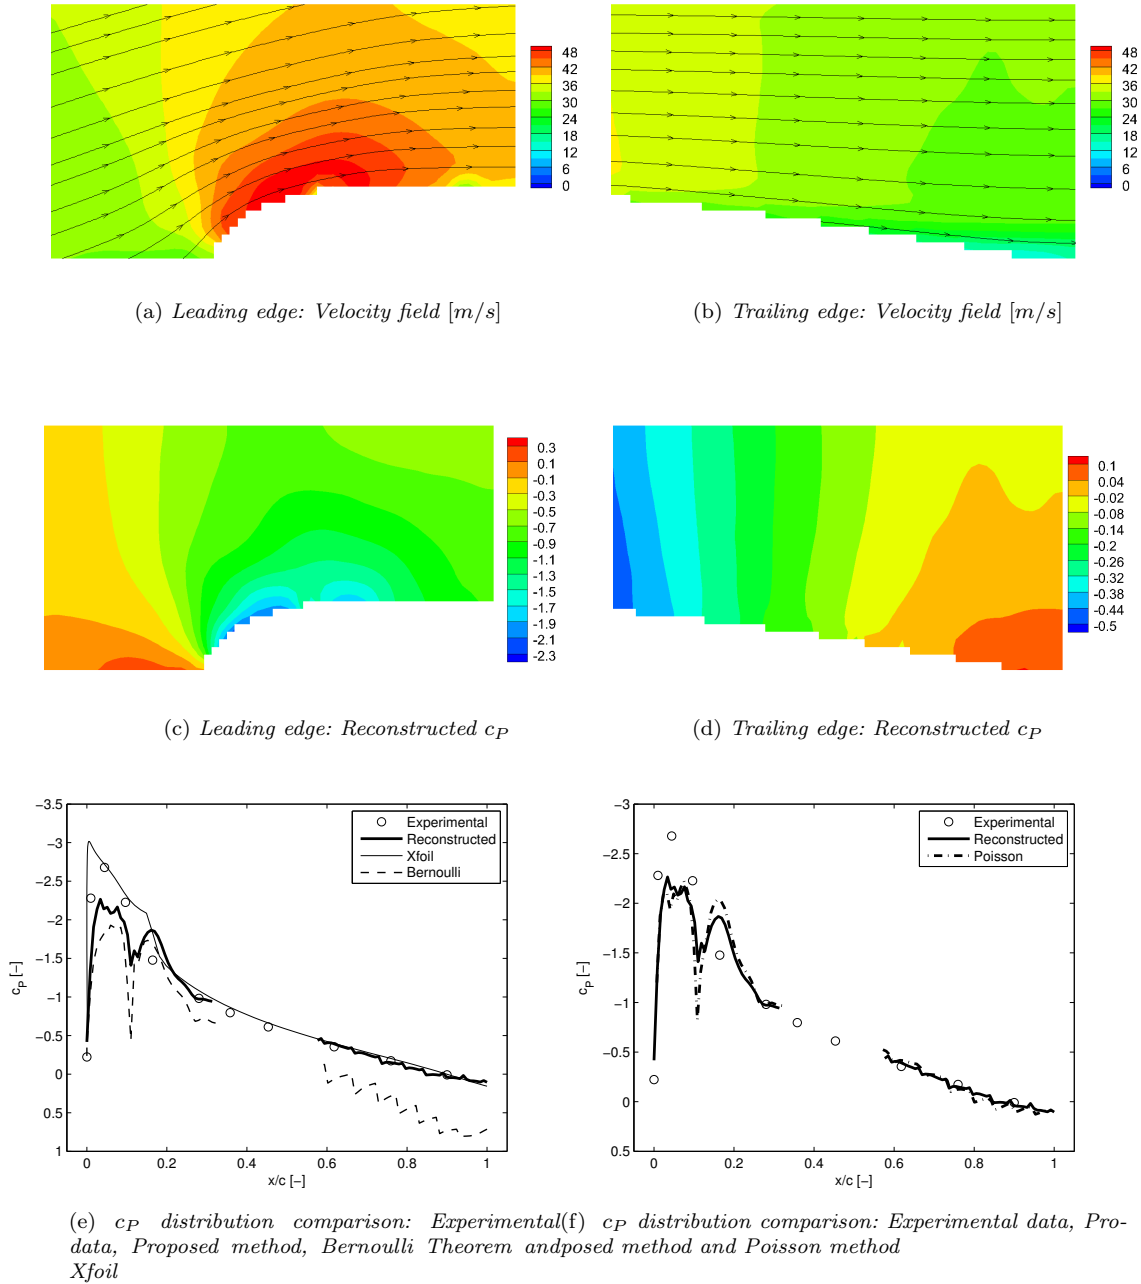 48
42
36
30
24
18
12
6
0
48
42
36
30
24
18
12
6
0
(a) Leading edge: Velocity field [m/s]
(b) Trailing edge: Velocity field [m/s]
0.3
0.1
-0.1
-0.3
-0.5
-0.7
-0.9
-1.1
-1.3
-1.5
-1.7
-1.9
-2.1
-2.3
0.1
0.04
-0.02
-0.08
-0.14
-0.2
-0.26
-0.32
-0.38
-0.44
-0.5
(c) Leading edge: Reconstructed cP
(d) Trailing edge: Reconstructed cP
−3.5
−3
−2.5
−2
−1.5
−1
−0.5
0
0.5
1
cP [−]
0 0.2 0.4 0.6 0.8 1
x/c [−]
Experimental
Reconstructed
Xfoil
Bernoulli
−3
−2.5
−2
−1.5
−1
−0.5
0
0.5
cP [−]
0 0.2 0.4 0.6 0.8 1
x/c [−]
Experimental
Reconstructed
Poisson
(e) cP distribution comparison: Experimental
data, Proposed method, Bernoulli Theorem and
Xfoil
(f) cP distribution comparison: Experimental data, Pro-
posed method and Poisson method